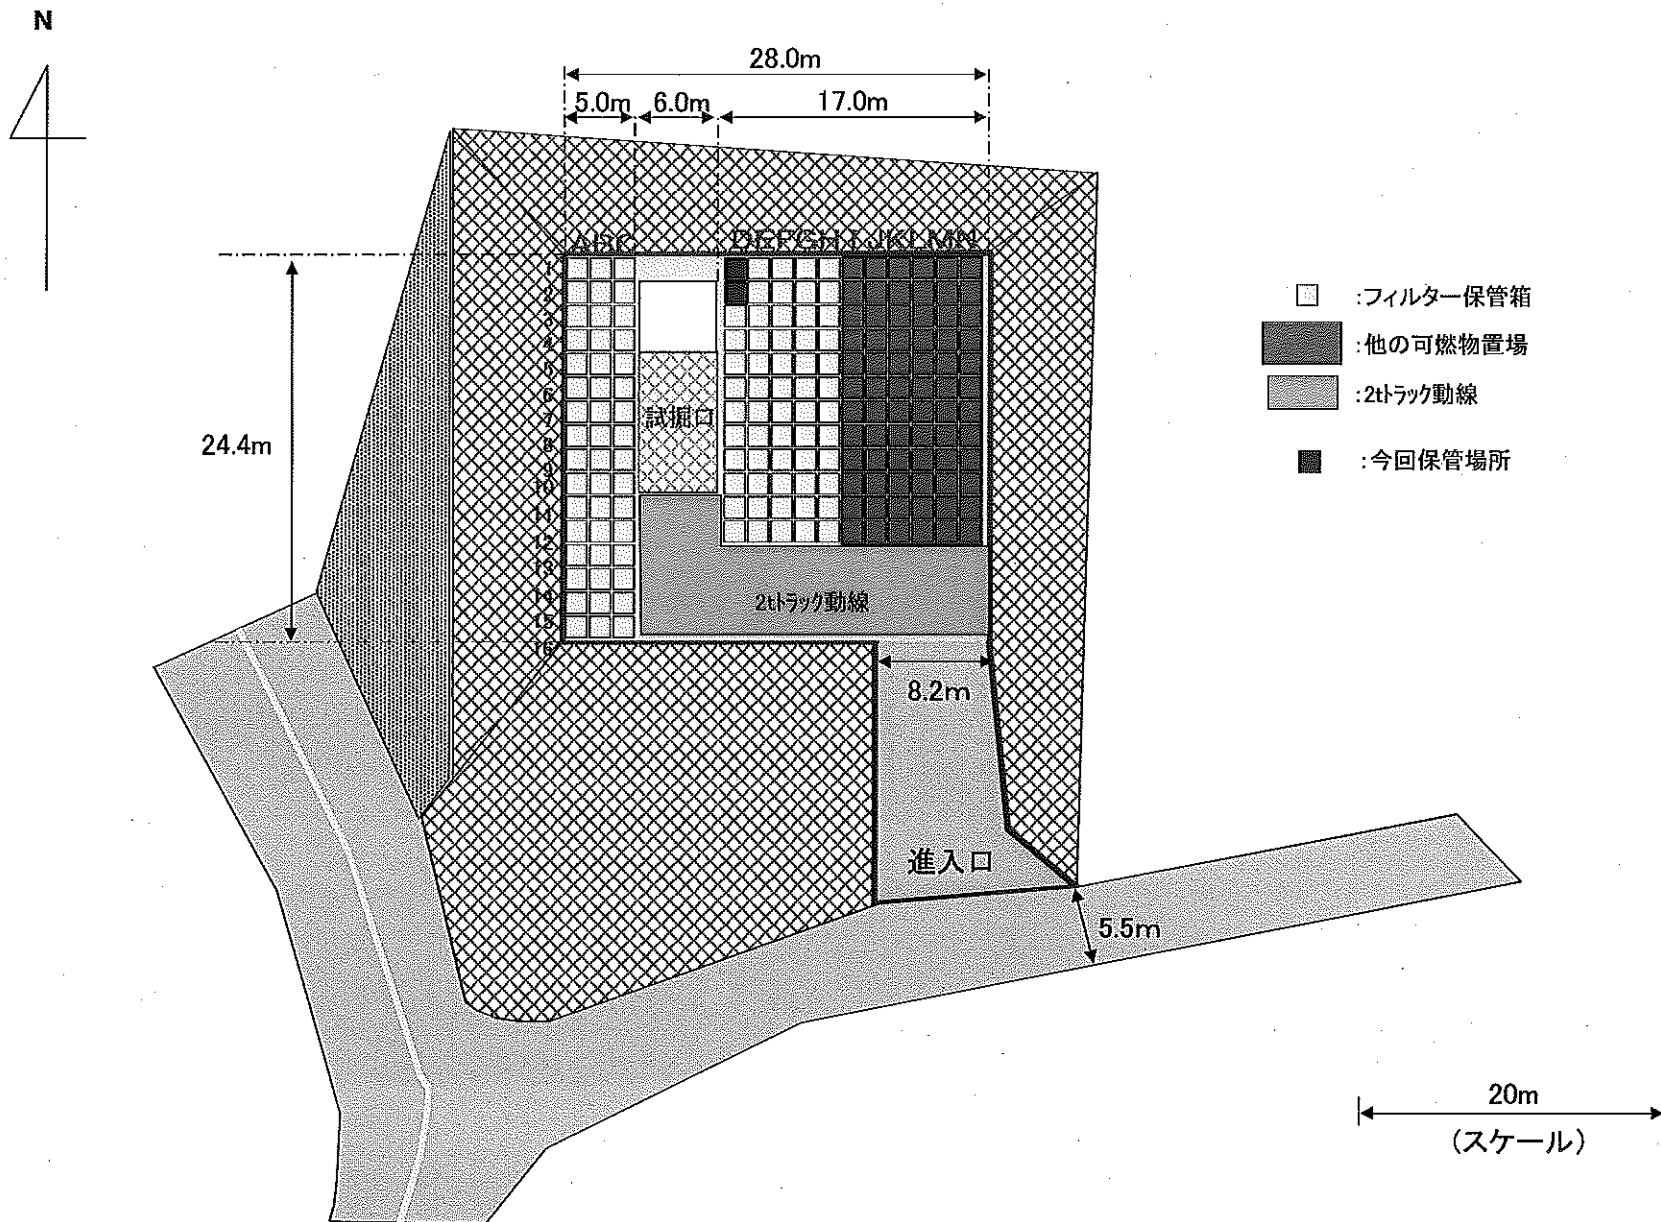 N
28.0m
5.0m 6.0m 17.0m
ABC DEFGHIJKLMN
1
2
3
4
5
6
7
8
9
10
11
12
13
14
15
16
24.4m
試掘口
2tトラック動線
8.2m
進入口
5.5m
:フィルター保管箱
:他の可燃物置場
:2tトラック動線
:今回保管場所
20m
(スケール)